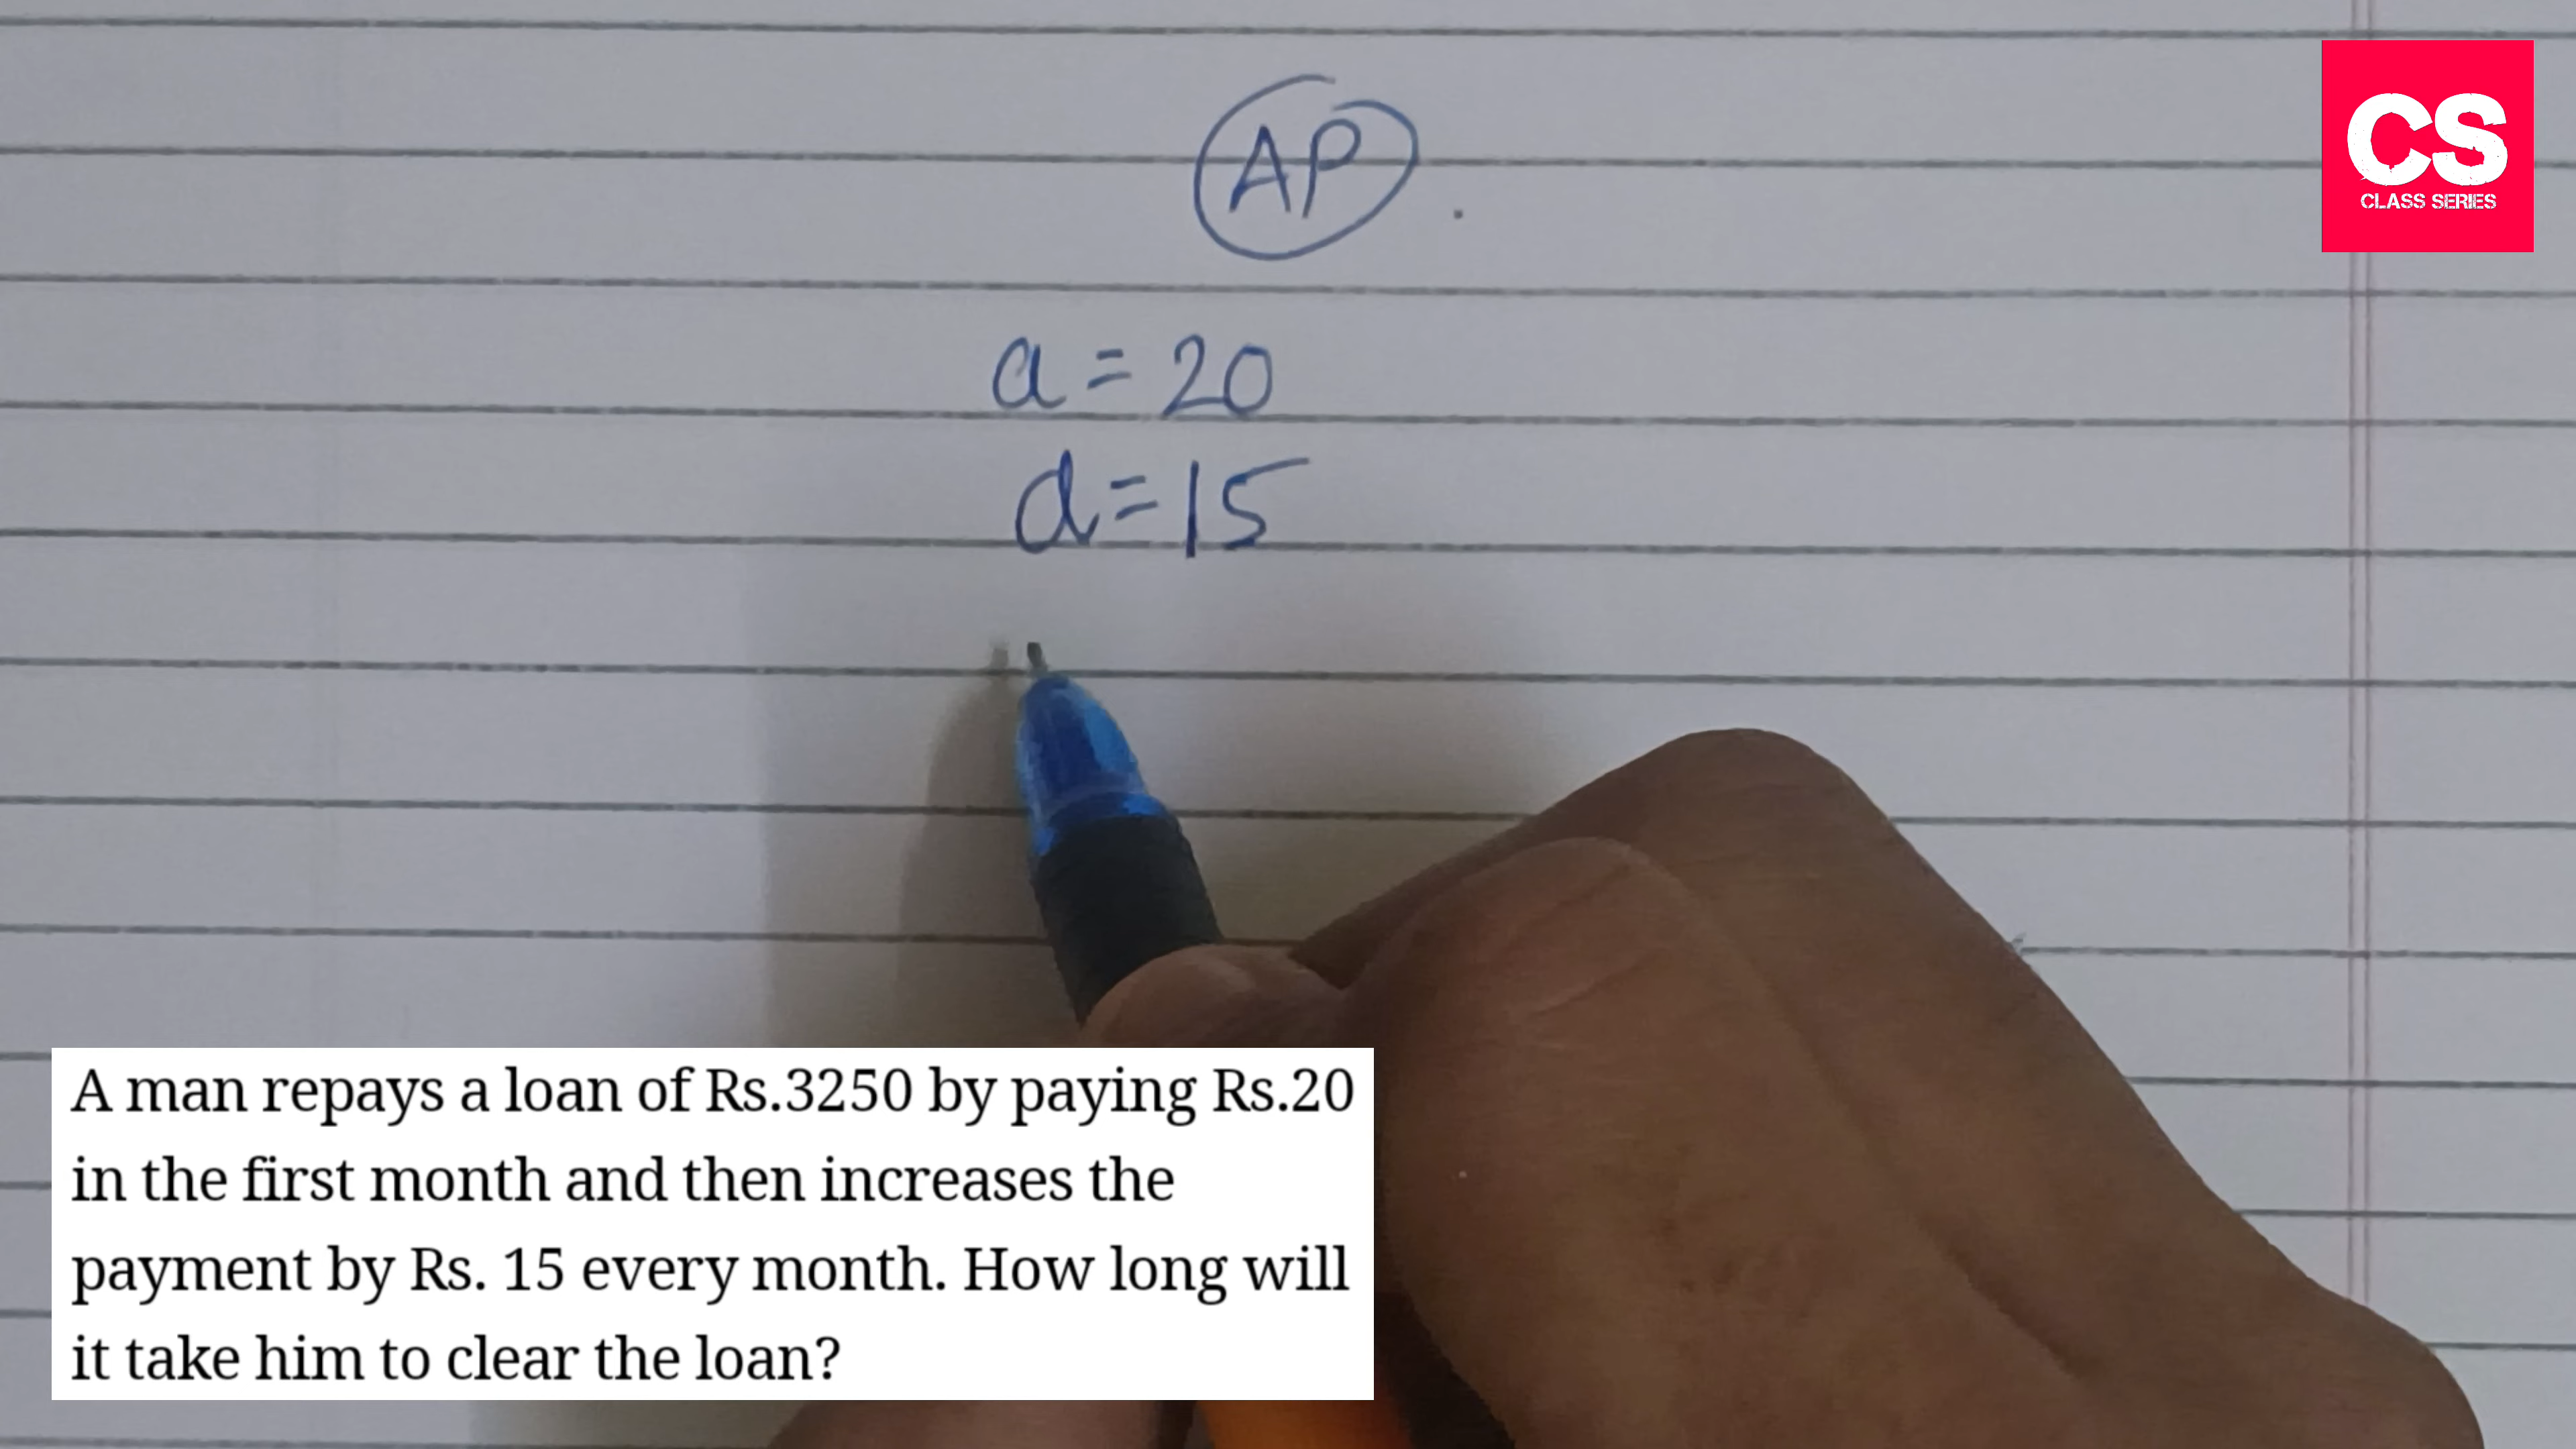 AP.
CS
CLASS SERIES
a = 20
d = 15
A man repays a loan of Rs.3250 by paying Rs.20
in the first month and then increases the
payment by Rs. 15 every month. How long will
it take him to clear the loan?